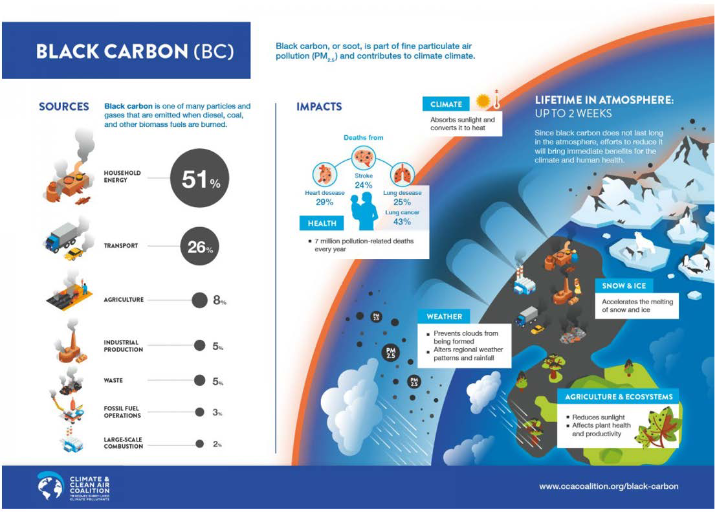 BLACK CARBON (BC)
Black carbon, or soot, is part of fine particulate air
pollution (PM2.5) and contributes to climate climate.
SOURCES
Black carbon is one of many particles and
gases that are emitted when diesel, coal,
and other biomass fuels are burned.
HOUSEHOLD
ENERGY
51%
TRANSPORT
26%
AGRICULTURE
8%
INDUSTRIAL
PRODUCTION
5%
WASTE
5%
FOSSIL FUEL
OPERATIONS
3%
LARGE-SCALE
COMBUSTION
2%
IMPACTS
CLIMATE
Absorbs sunlight and
converts it to heat
Deaths from
Stroke
24%
Heart desease
29%
Lung desease
25%
Lung cancer
43%
HEALTH
• 7 million pollution-related deaths
every year
LIFETIME IN ATMOSPHERE:
UP TO 2 WEEKS
Since black carbon does not last long
in the atmosphere, efforts to reduce it
will bring immediate benefits for the
climate and human health.
SNOW & ICE
Accelerates the melting
of snow and ice
WEATHER
• Prevents clouds from
being formed
• Alters regional weather
patterns and rainfall
PM
2.5
PM
2.5
PM
2.5
AGRICULTURE & ECOSYSTEMS
• Reduces sunlight
• Affects plant health
and productivity
CLIMATE &
CLEAN AIR
COALITION
TO REDUCE SHORT-LIVED
CLIMATE POLLUTANTS
www.ccacoalition.org/black-carbon